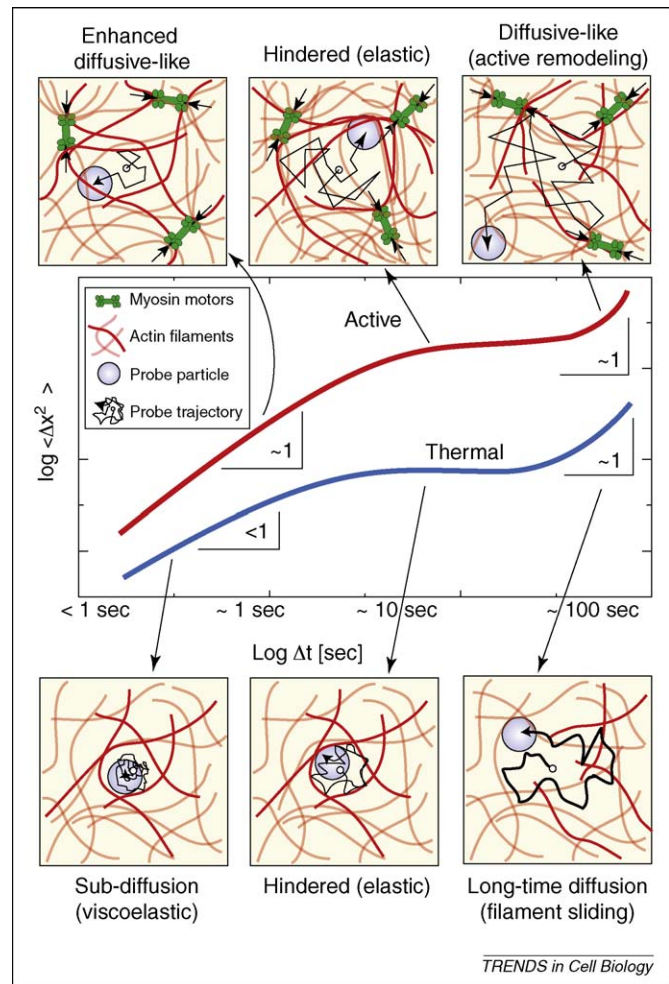 Enhanced
diffusive-like
Hindered (elastic)
Diffusive-like
(active remodeling)
Myosin motors
Actin filaments
Probe particle
Probe trajectory
Active
~1
~1
Thermal
<1
~1
log <Δx² >
< 1 sec
~ 1 sec
~ 10 sec
~ 100 sec
Log Δt [sec]
Sub-diffusion
(viscoelastic)
Hindered (elastic)
Long-time diffusion
(filament sliding)
TRENDS in Cell Biology